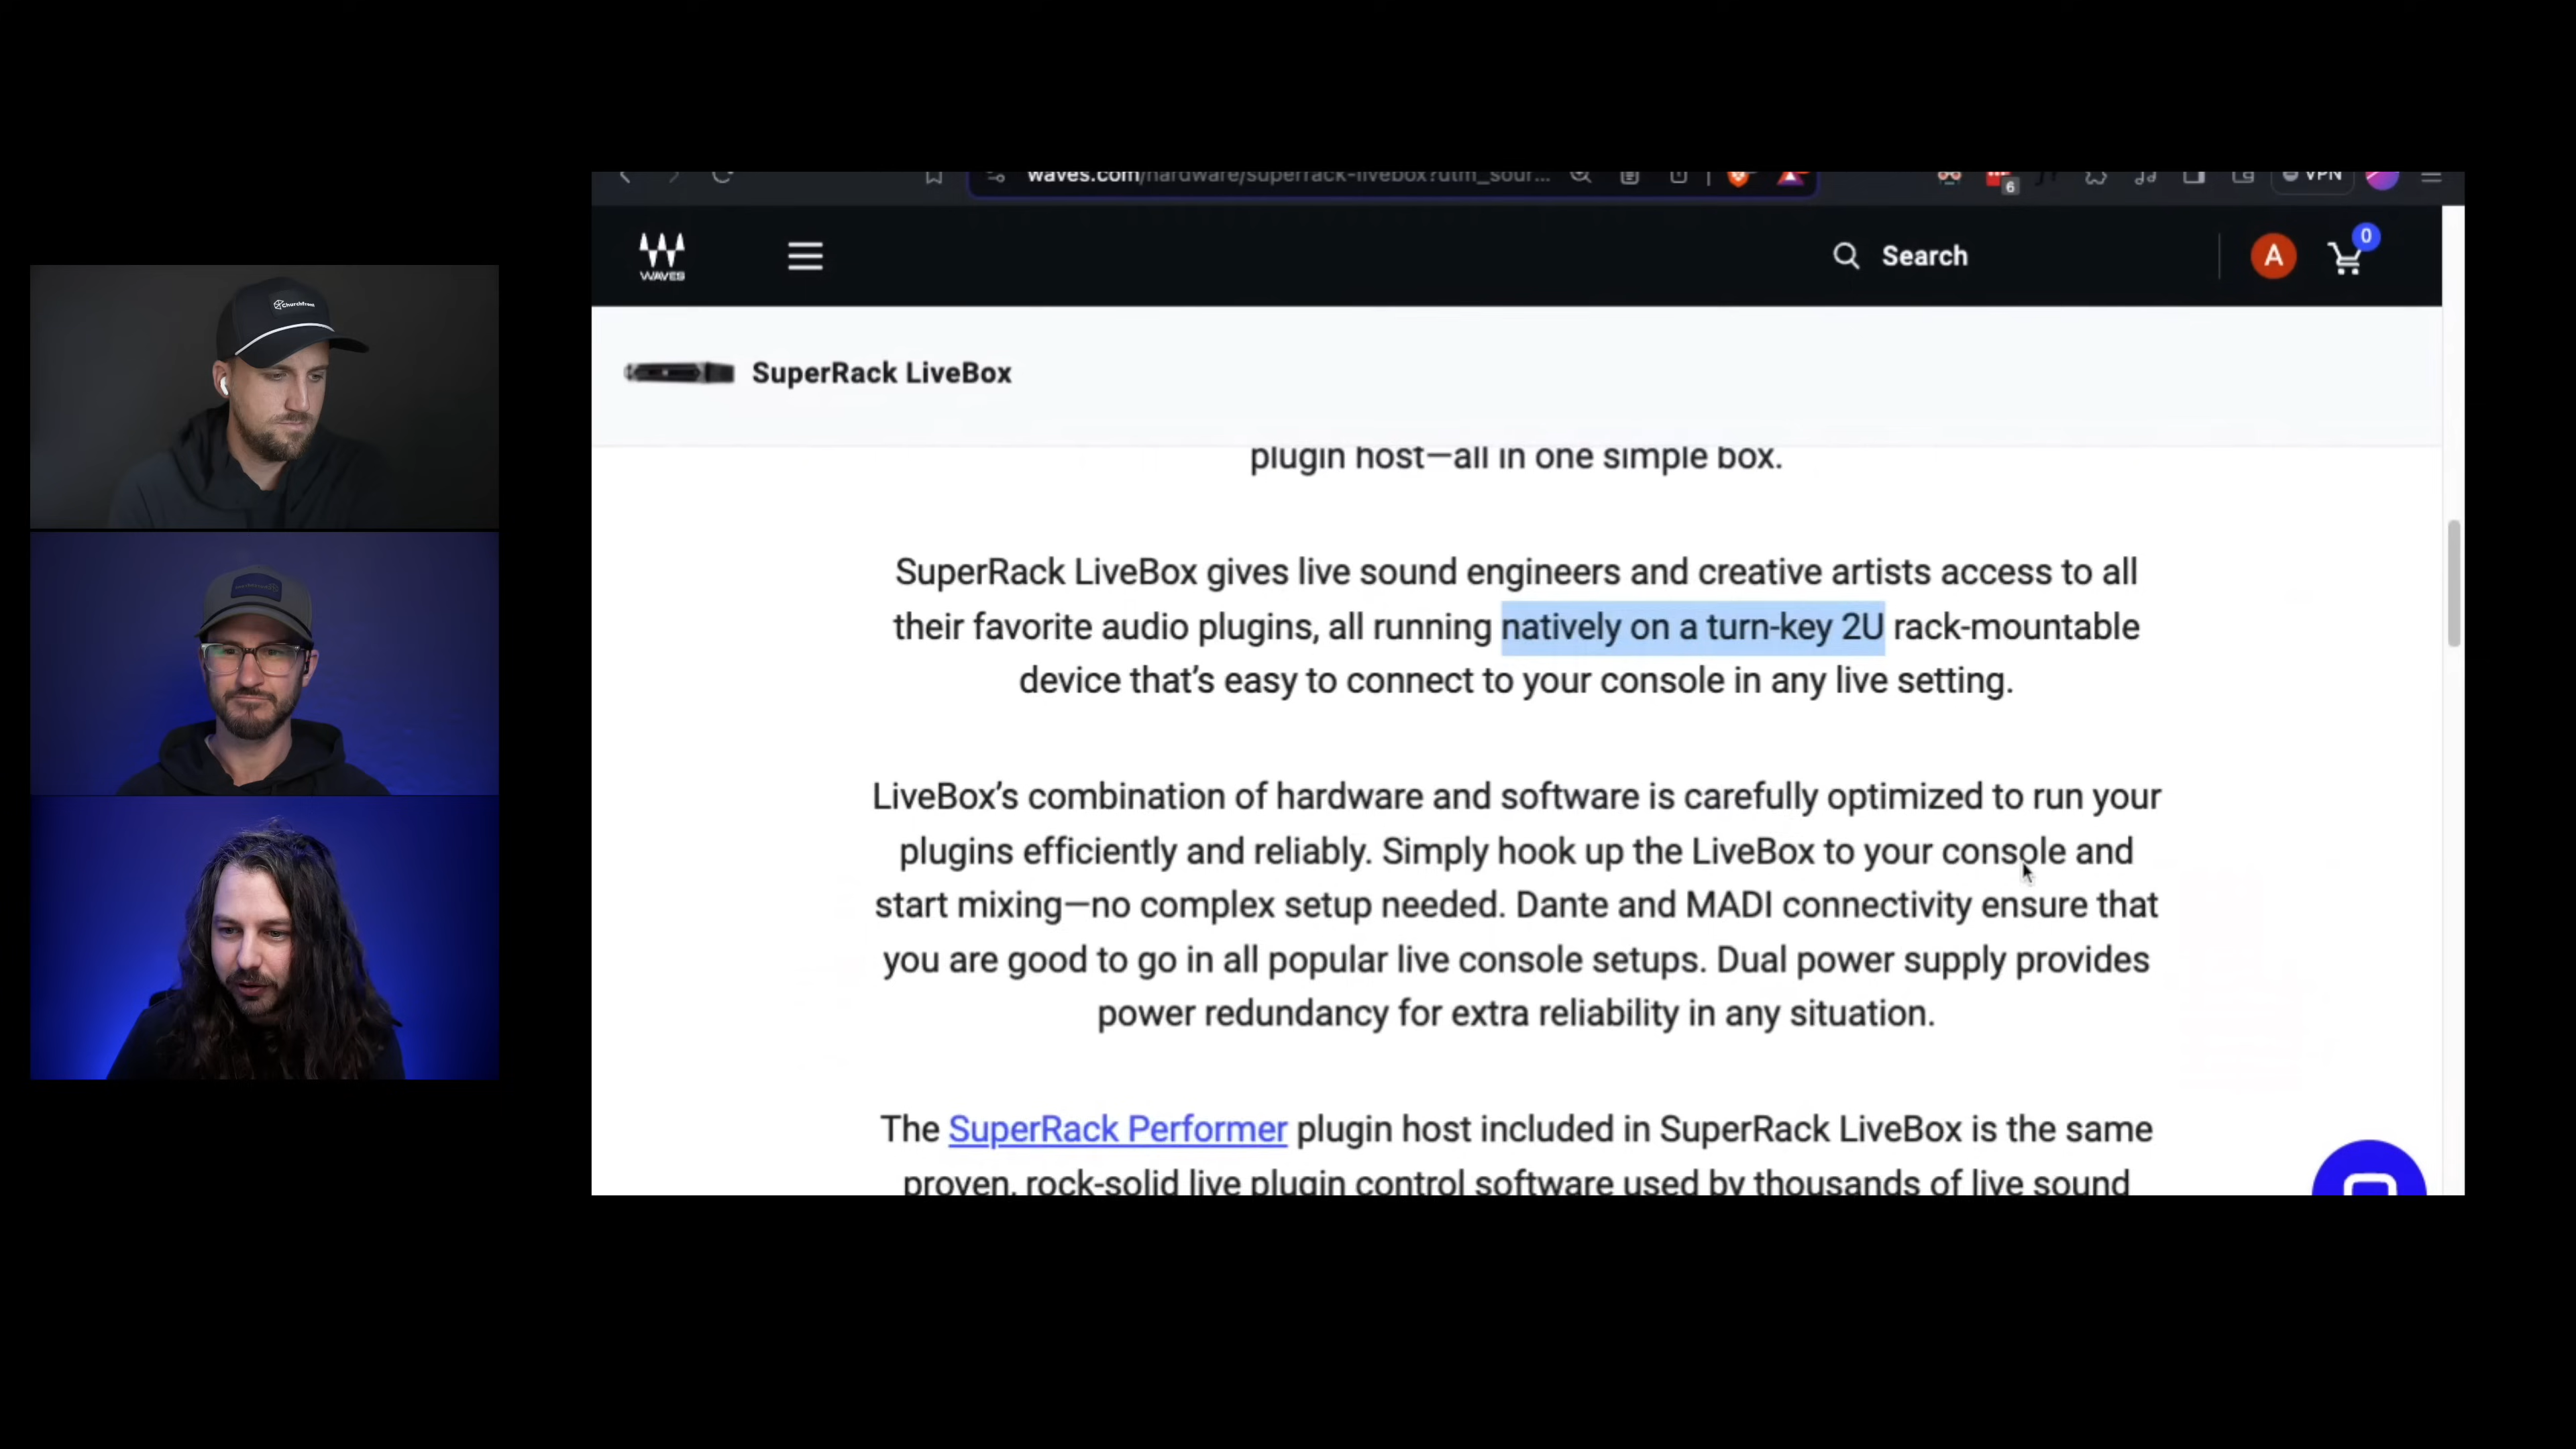 waves.com/hardware/superrack-livebox?utm_sour...
6
VPN
WAVES
Search
A
0
SuperRack LiveBox
plugin host—all in one simple box.
SuperRack LiveBox gives live sound engineers and creative artists access to all
their favorite audio plugins, all running natively on a turn-key 2U rack-mountable
device that’s easy to connect to your console in any live setting.
LiveBox’s combination of hardware and software is carefully optimized to run your
plugins efficiently and reliably. Simply hook up the LiveBox to your console and
start mixing—no complex setup needed. Dante and MADI connectivity ensure that
you are good to go in all popular live console setups. Dual power supply provides
power redundancy for extra reliability in any situation.
The SuperRack Performer plugin host included in SuperRack LiveBox is the same
proven, rock-solid live plugin control software used by thousands of live sound
Churchfront